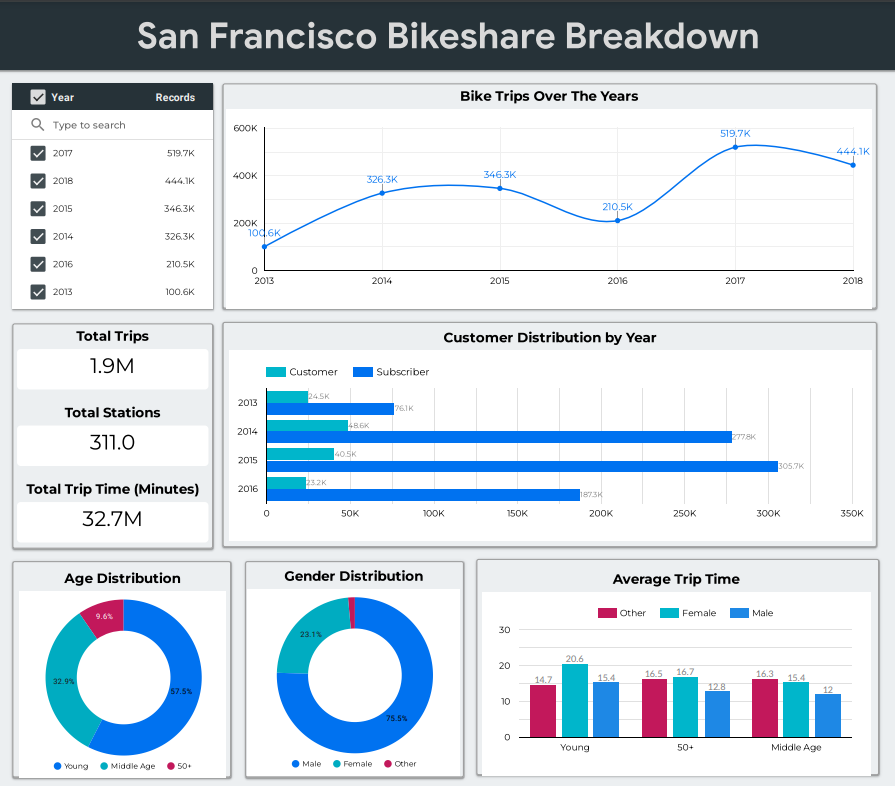 San Francisco Bikeshare Breakdown
Year Records
Type to search
2017 519.7K
2018 444.1K
2015 346.3K
2014 326.3K
2016 210.5K
2013 100.6K
Bike Trips Over The Years
600K
400K
200K
0
100.6K
326.3K
346.3K
210.5K
519.7K
444.1K
2013 2014 2015 2016 2017 2018
Total Trips
1.9M
Total Stations
311.0
Total Trip Time (Minutes)
32.7M
Customer Distribution by Year
Customer Subscriber
2013 24.5K
76.1K
2014 48.6K
277.8K
2015 40.5K
305.7K
2016 23.2K
187.3K
0 50K 100K 150K 200K 250K 300K 350K
Age Distribution
9.6%
32.9%
57.5%
Young Middle Age 50+
Gender Distribution
23.1%
75.5%
Male Female Other
Average Trip Time
Other Female Male
30
20
10
0
14.7 20.6 15.4
16.5 16.7 12.8
16.3 15.4 12
Young 50+ Middle Age